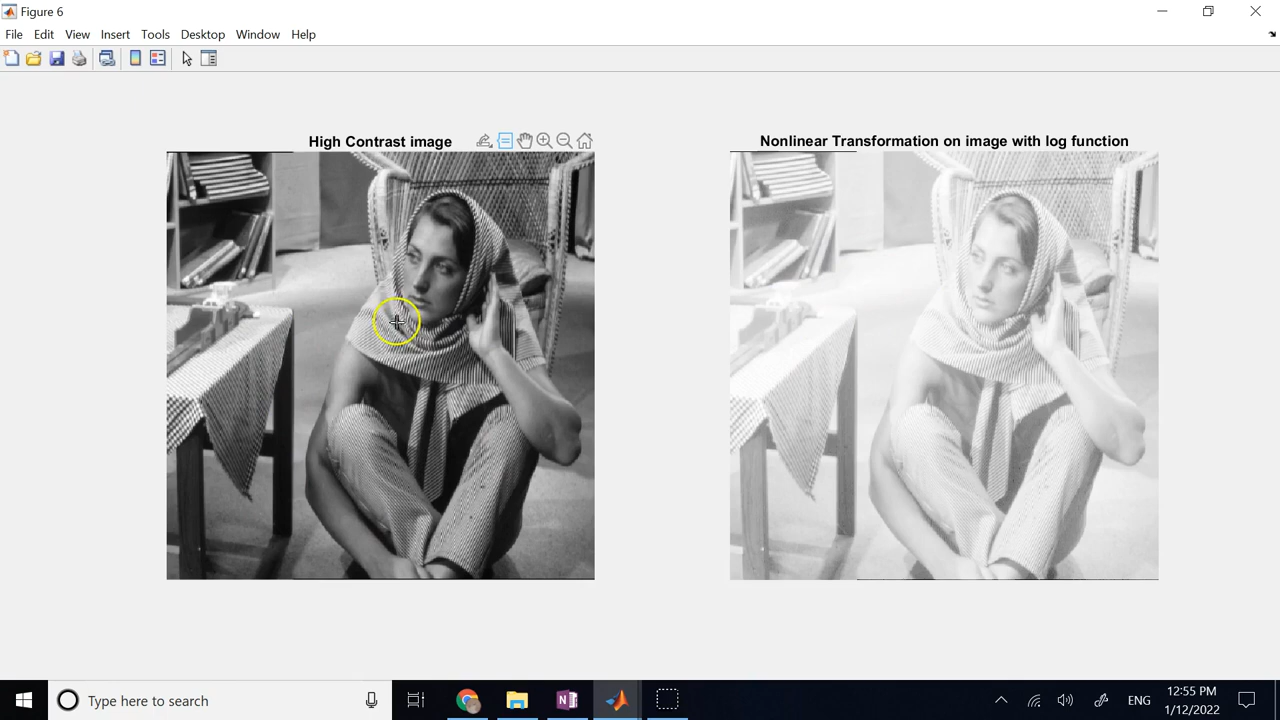 Figure 6
File Edit View Insert Tools Desktop Window Help
High Contrast image
Nonlinear Transformation on image with log function
Type here to search
ENG
12:55 PM
1/12/2022